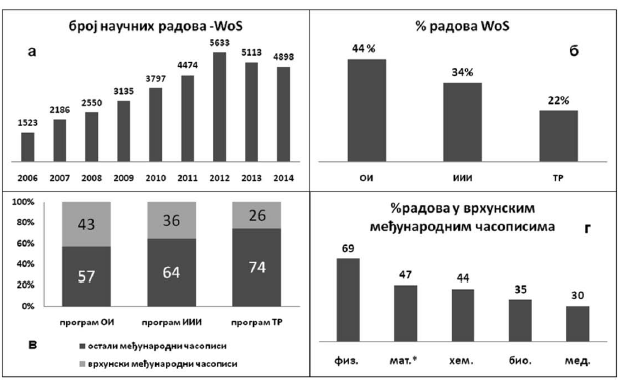 број научних радова -WoS
а
1523
2186
2550
3135
3797
4474
5633
5113
4898
2006 2007 2008 2009 2010 2011 2012 2013 2014
% радова WoS
б
44 %
34%
22%
ОИ ИИИ ТР
100%
80%
60%
40%
20%
0%
43 36 26
57 64 74
програм ОИ програм ИИИ програм ТР
в
остали међународни часописи
врхунски међународни часописи
%радова у врхунским
међународним часописима
г
69
47
44
35
30
физ. мат.* хем. био. мед.